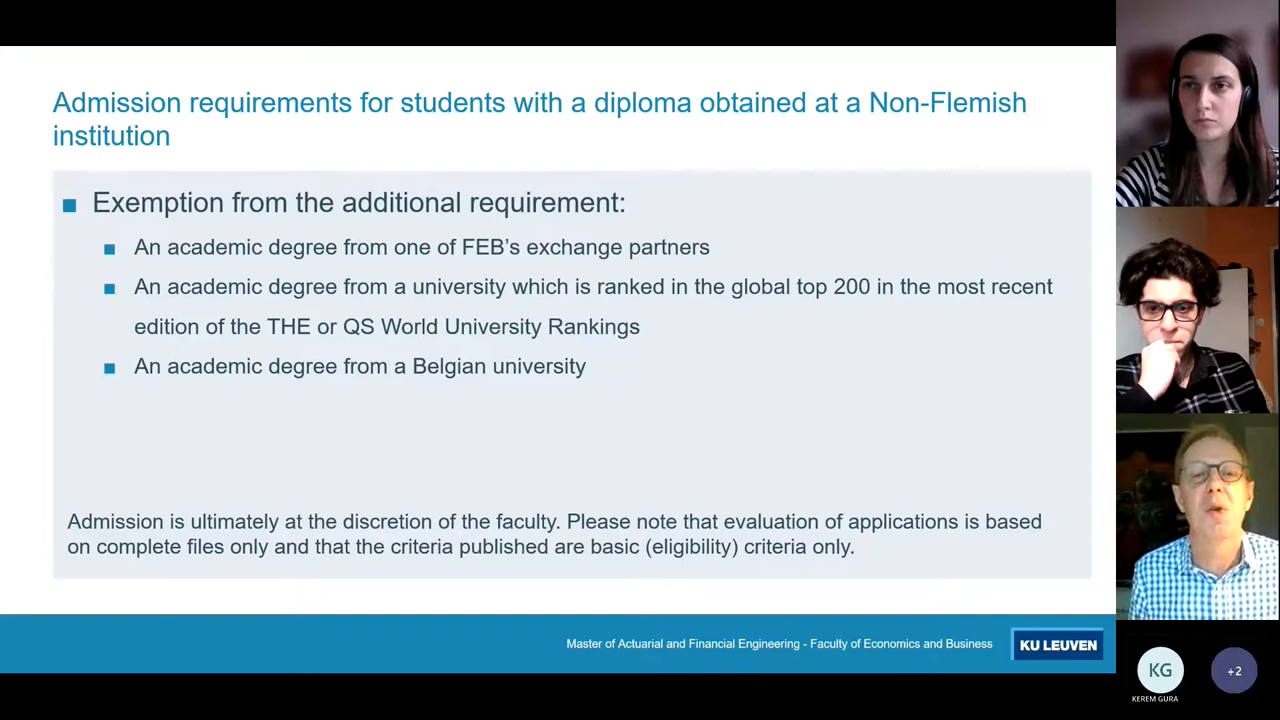 Admission requirements for students with a diploma obtained at a Non-Flemish
institution
Exemption from the additional requirement:
An academic degree from one of FEB's exchange partners
An academic degree from a university which is ranked in the global top 200 in the most recent
edition of the THE or QS World University Rankings
An academic degree from a Belgian university
Admission is ultimately at the discretion of the faculty. Please note that evaluation of applications is based
on complete files only and that the criteria published are basic (eligibility) criteria only.
Master of Actuarial and Financial Engineering - Faculty of Economics and Business
KU LEUVEN
KG
+2
KEREM GURA